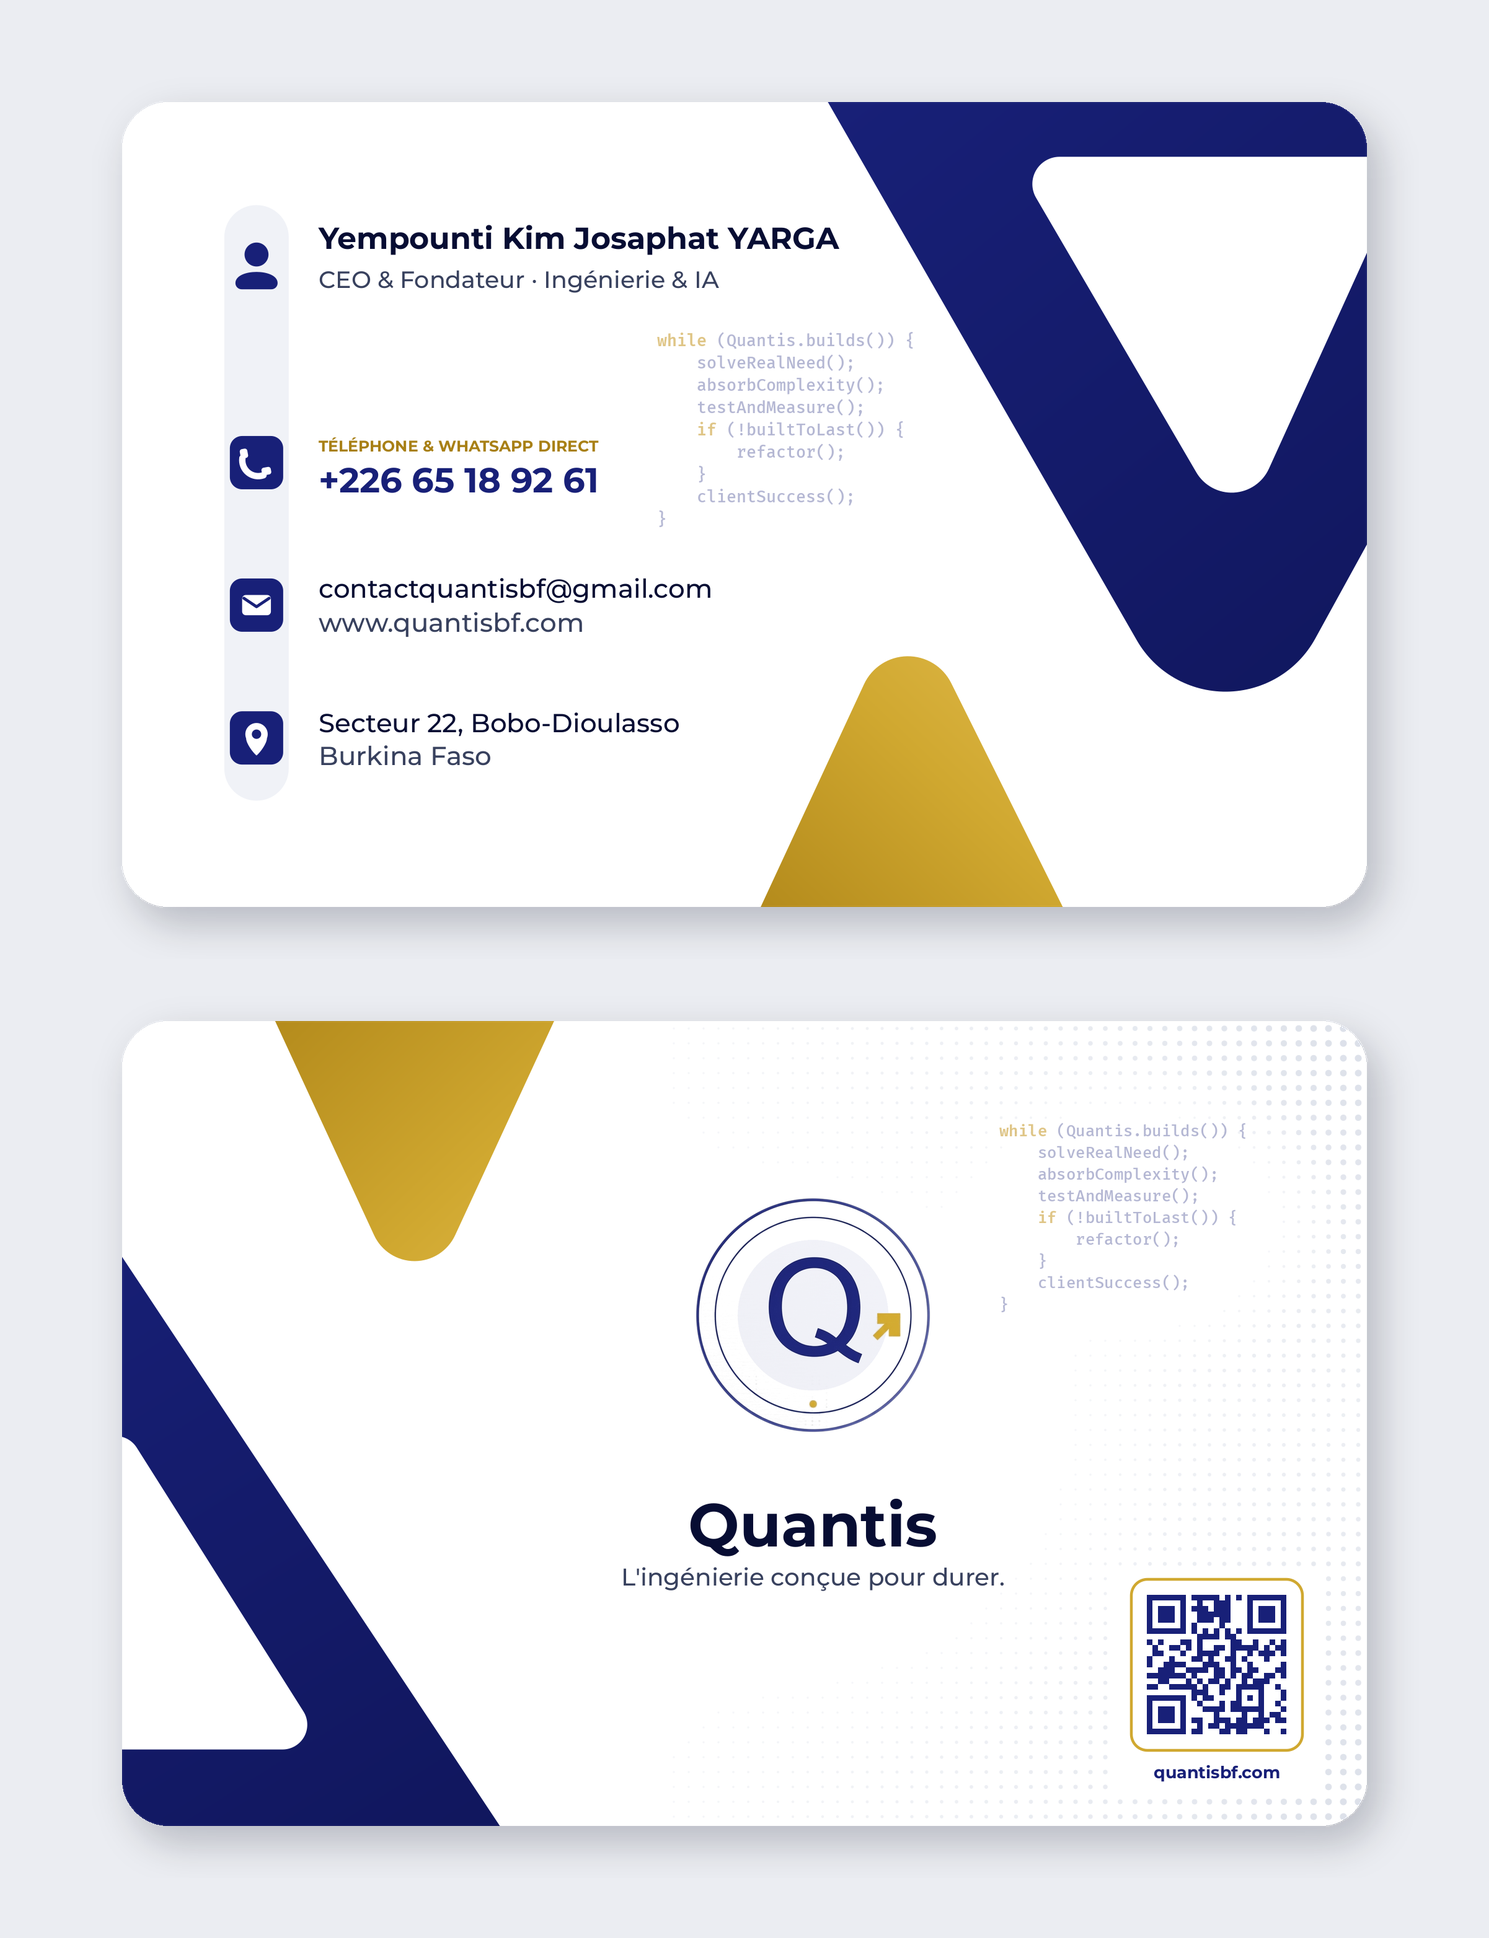 Yempounti Kim Josaphat YARGA
CEO & Fondateur · Ingénierie & IA
while (Quantis.builds()) {
    solveRealNeed();
    absorbComplexity();
    testAndMeasure();
    if (!builtToLast()) {
        refactor();
    }
    clientSuccess();
}
TÉLÉPHONE & WHATSAPP DIRECT
+226 65 18 92 61
contactquantisbf@gmail.com
www.quantisbf.com
Secteur 22, Bobo-Dioulasso
Burkina Faso
while (Quantis.builds()) {
    solveRealNeed();
    absorbComplexity();
    testAndMeasure();
    if (!builtToLast()) {
        refactor();
    }
    clientSuccess();
}
Q
Quantis
L'ingénierie conçue pour durer.
quantisbf.com